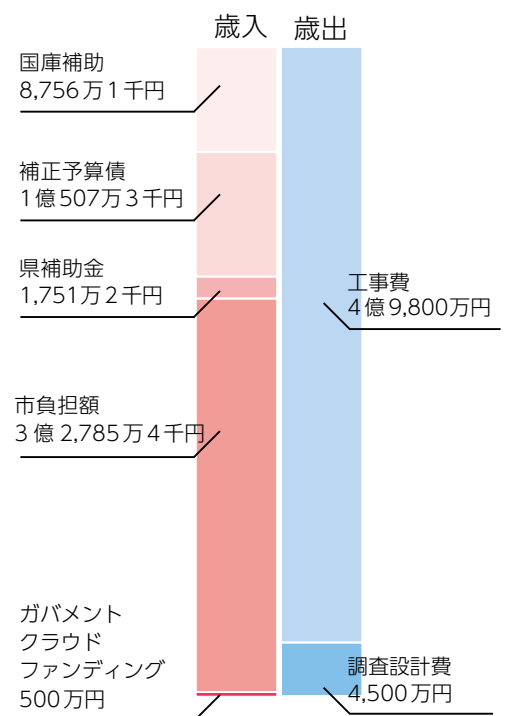 歳入 歳出
国庫補助
8,756万1千円
補正予算債
1億507万3千円
県補助金
1,751万2千円
工事費
4億9,800万円
市負担額
3億2,785万4千円
ガバメント
クラウド
ファンディング
500万円
調査設計費
4,500万円